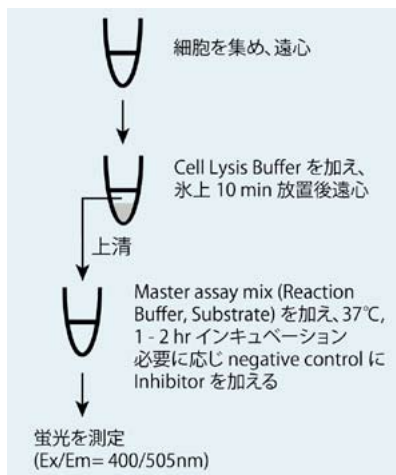 細胞を集め、遠心
Cell Lysis Buffer を加え、
氷上 10 min 放置後遠心
上清
Master assay mix (Reaction
Buffer, Substrate) を加え、37℃,
1 - 2 hr インキュベーション
必要に応じ negative control に
Inhibitor を加える
蛍光を測定
(Ex/Em= 400/505nm)